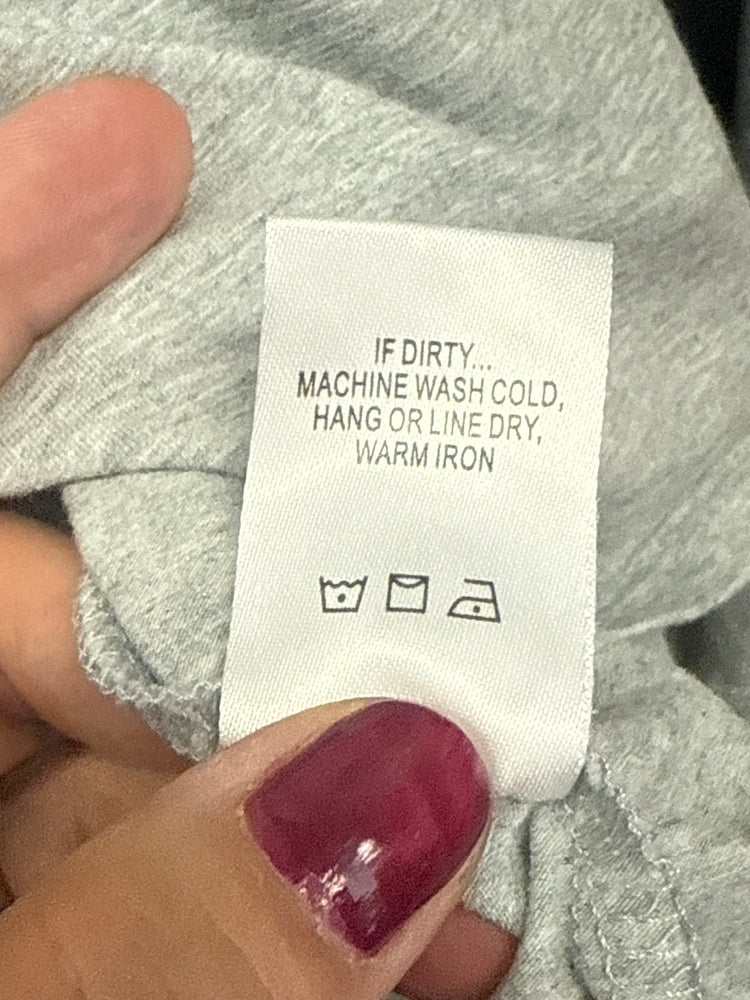 IF DIRTY...
MACHINE WASH COLD,
HANG OR LINE DRY,
WARM IRON